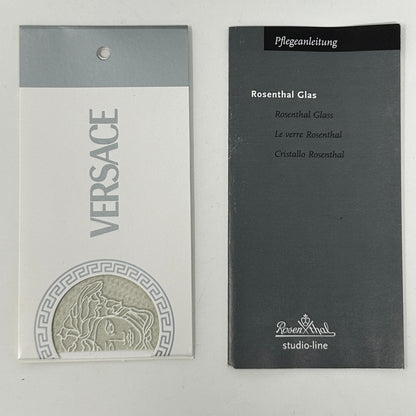 VERSACE
Pflegeanleitung
Rosenthal Glas
Rosenthal Glass
Le verre Rosenthal
Cristallo Rosenthal
Rosenthal
studio-line